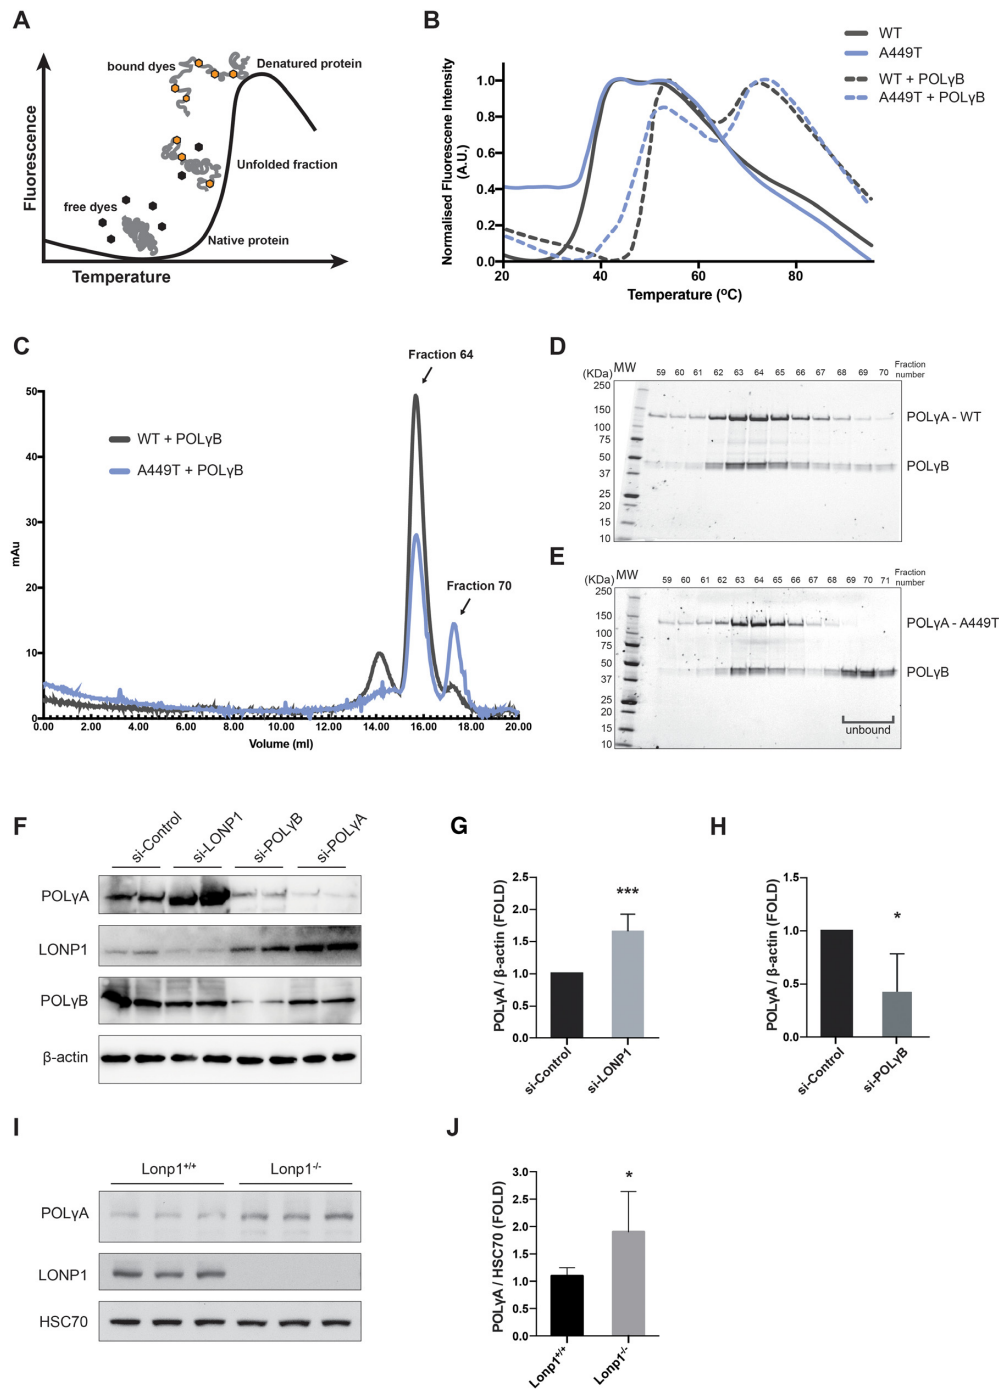 A
Fluorescence
Temperature
bound dyes
Denatured protein
Unfolded fraction
free dyes
Native protein
B
WT
A449T
WT + POLγB
A449T + POLγB
Normalised Fluorescene Intensity
(A.U.)
1.0
0.8
0.6
0.4
0.2
0.0
20 40 60 80
Temperature (ºC)
C
Fraction 64
WT + POLγB
A449T + POLγB
Fraction 70
mAu
50
40
30
20
10
0
0.00 2.00 4.00 6.00 8.00 10.00 12.00 14.00 16.00 18.00 20.00
Volume (ml)
D
(KDa) MW 59 60 61 62 63 64 65 66 67 68 69 70 Fraction
number
250
150
100
75
50
37
25
20
15
10
POLγA - WT
POLγB
E
(KDa) MW 59 60 61 62 63 64 65 66 67 68 69 70 71 Fraction
number
250
150
100
75
50
37
25
20
15
10
POLγA - A449T
POLγB
unbound
F
si-Control
si-LONP1
si-POLγB
si-POLγA
POLγA
LONP1
POLγB
β-actin
G
POLγA / β-actin (FOLD)
2.5
2.0
1.5
1.0
0.5
0.0
***
si-Control
si-LONP1
H
POLγA / β-actin (FOLD)
1.5
1.0
0.5
0.0
*
si-Control
si-POLγB
I
Lonp1+/+ Lonp1-/-
POLγA
LONP1
HSC70
J
POLγA / HSC70 (FOLD)
3.0
2.5
2.0
1.5
1.0
0.5
0.0
*
Lonp1+/+
Lonp1-/-